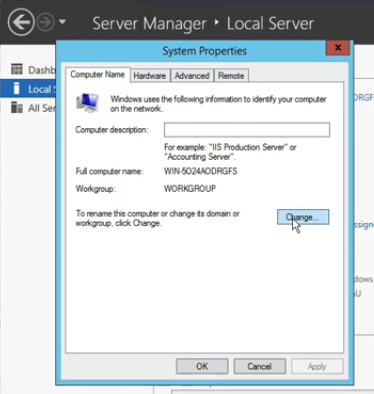 Server Manager ‣ Local Server
System Properties
x
Computer Name Hardware Advanced Remote
Windows uses the following information to identify your computer
on the network.
Computer description:
For example: "IIS Production Server" or
"Accounting Server".
Full computer name: WIN-5O24AODRGFS
Workgroup: WORKGROUP
To rename this computer or change its domain or
workgroup, click Change.
Change...
OK Cancel Apply
Dashb
Local S
All Ser
DRGF
ssign
dows